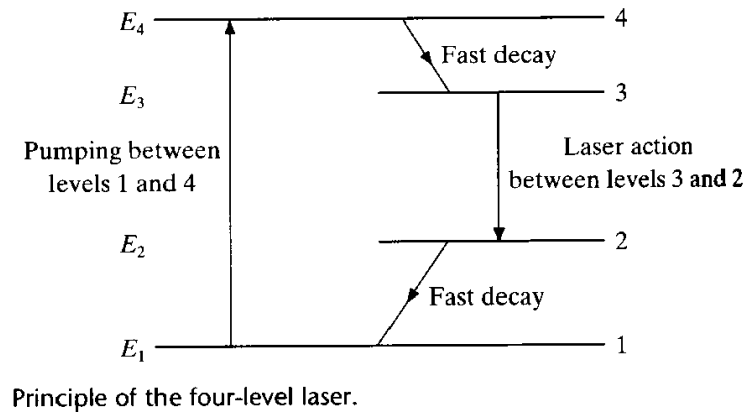 E4
4
Fast decay
E3
3
Pumping between
levels 1 and 4
Laser action
between levels 3 and 2
E2
2
Fast decay
E1
1
Principle of the four-level laser.